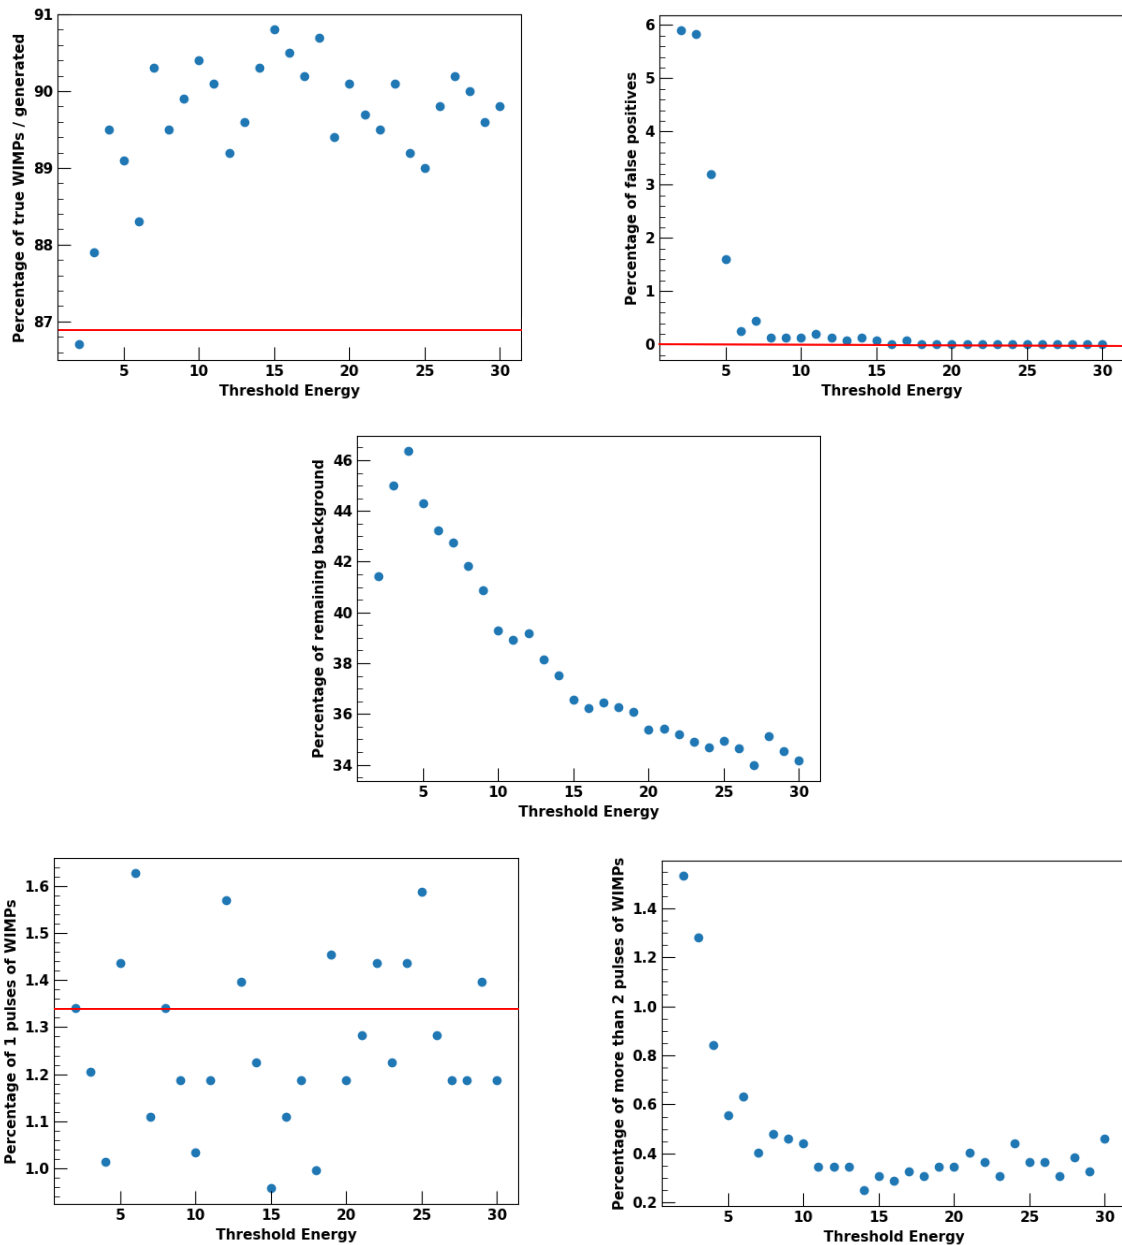 Percentage of true WIMPs / generated
91
90
89
88
87
5 10 15 20 25 30
Threshold Energy
Percentage of false positives
6
5
4
3
2
1
0
5 10 15 20 25 30
Threshold Energy
Percentage of remaining background
46
44
42
40
38
36
34
5 10 15 20 25 30
Threshold Energy
Percentage of 1 pulses of WIMPs
1.6
1.5
1.4
1.3
1.2
1.1
1.0
5 10 15 20 25 30
Threshold Energy
Percentage of more than 2 pulses of WIMPs
1.4
1.2
1.0
0.8
0.6
0.4
0.2
5 10 15 20 25 30
Threshold Energy